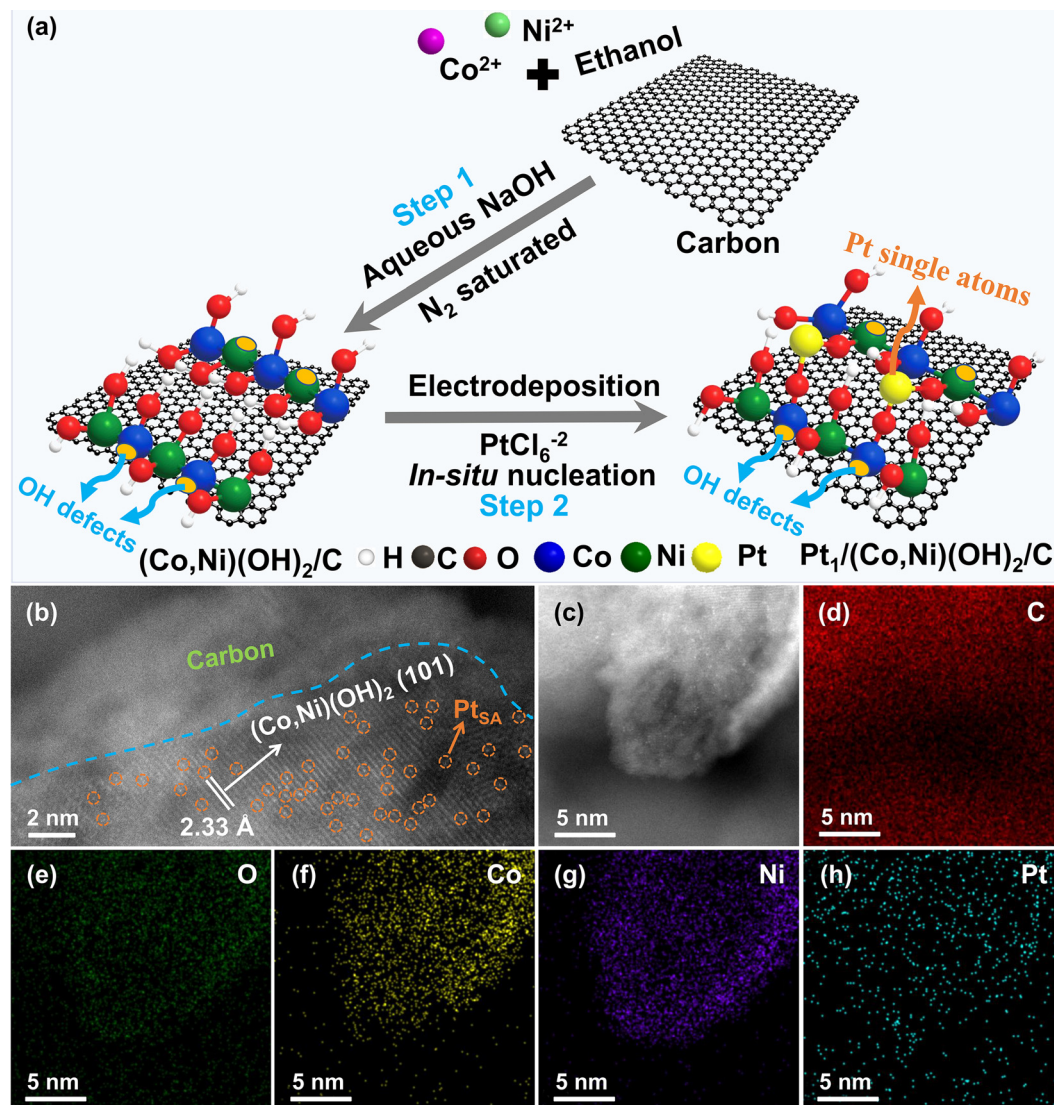 (a)
Ni²⁺
Co²⁺
+
Ethanol
Step 1
Aqueous NaOH
N₂ saturated
Carbon
Pt single atoms
Electrodeposition
PtCl₆⁻²
In-situ nucleation
Step 2
OH defects
OH defects
(Co,Ni)(OH)₂/C
H
C
O
Co
Ni
Pt
Pt₁/(Co,Ni)(OH)₂/C
(b)
Carbon
(Co,Ni)(OH)₂ (101)
Pt_SA
2.33 Å
2 nm
(c)
5 nm
(d)
C
5 nm
(e)
O
5 nm
(f)
Co
5 nm
(g)
Ni
5 nm
(h)
Pt
5 nm